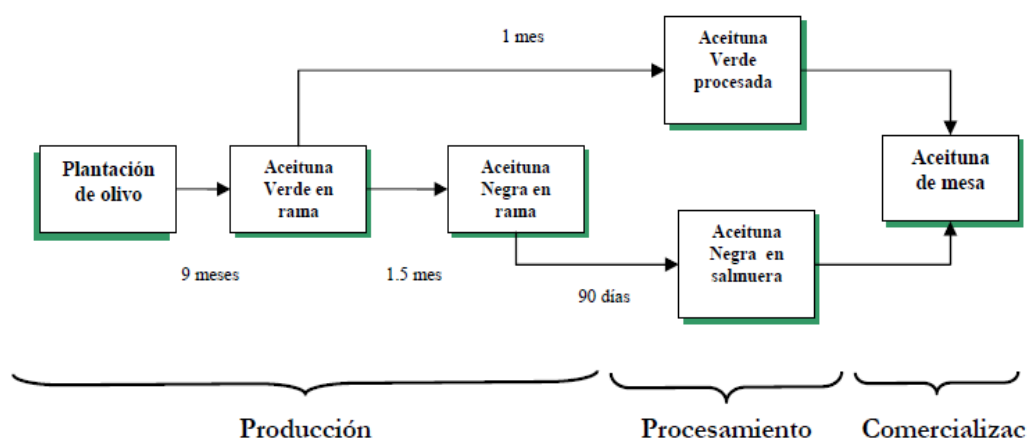 1 mes
Aceituna
Verde
procesada
Plantación
de olivo
Aceituna
Verde en
rama
Aceituna
Negra en
rama
Aceituna
de mesa
Aceituna
Negra en
salmuera
9 meses
1.5 mes
90 días
Producción
Procesamiento
Comercializac